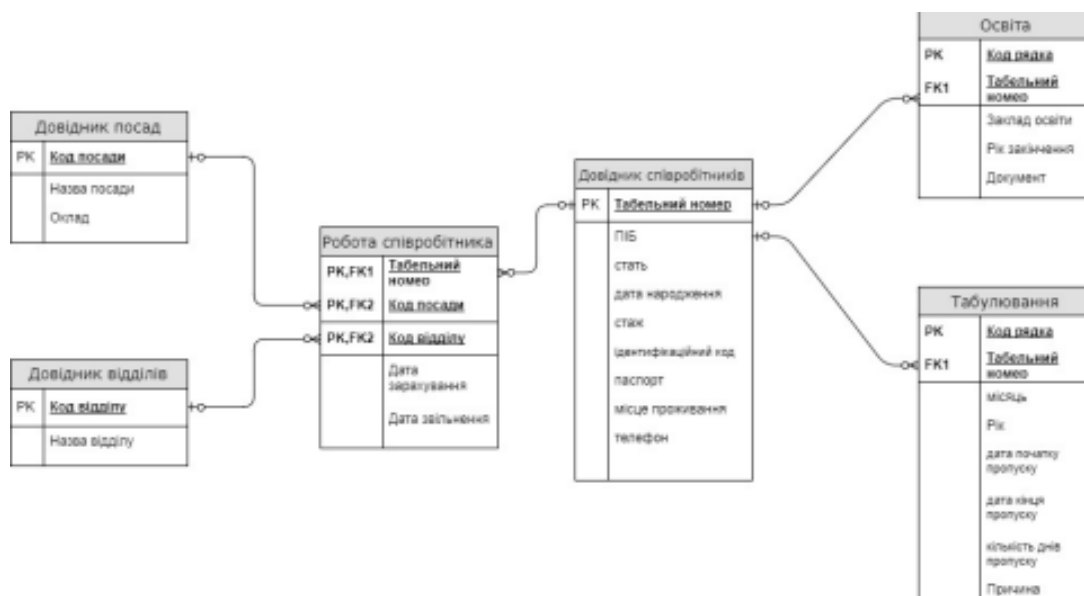 Довідник посад
PK Код посади
Назва посади
Оклад
Довідник відділів
PK Код відділу
Назва відділу
Робота співробітника
PK,FK1 Табельний
номер
PK,FK2 Код посади
PK,FK2 Код відділу
Дата
зарахування
Дата звільнення
Довідник співробітників
PK Табельний номер
ПІБ
стать
дата народження
стаж
ідентифікаційний код
паспорт
місце проживання
телефон
Освіта
PK Код рядка
FK1 Табельний
номер
Заклад освіти
Рік закінчення
Документ
Табулювання
PK Код рядка
FK1 Табельний
номер
місяць
Рік
дата початку
пропуску
дата кінця
пропуску
кількість днів
пропуску
Причина